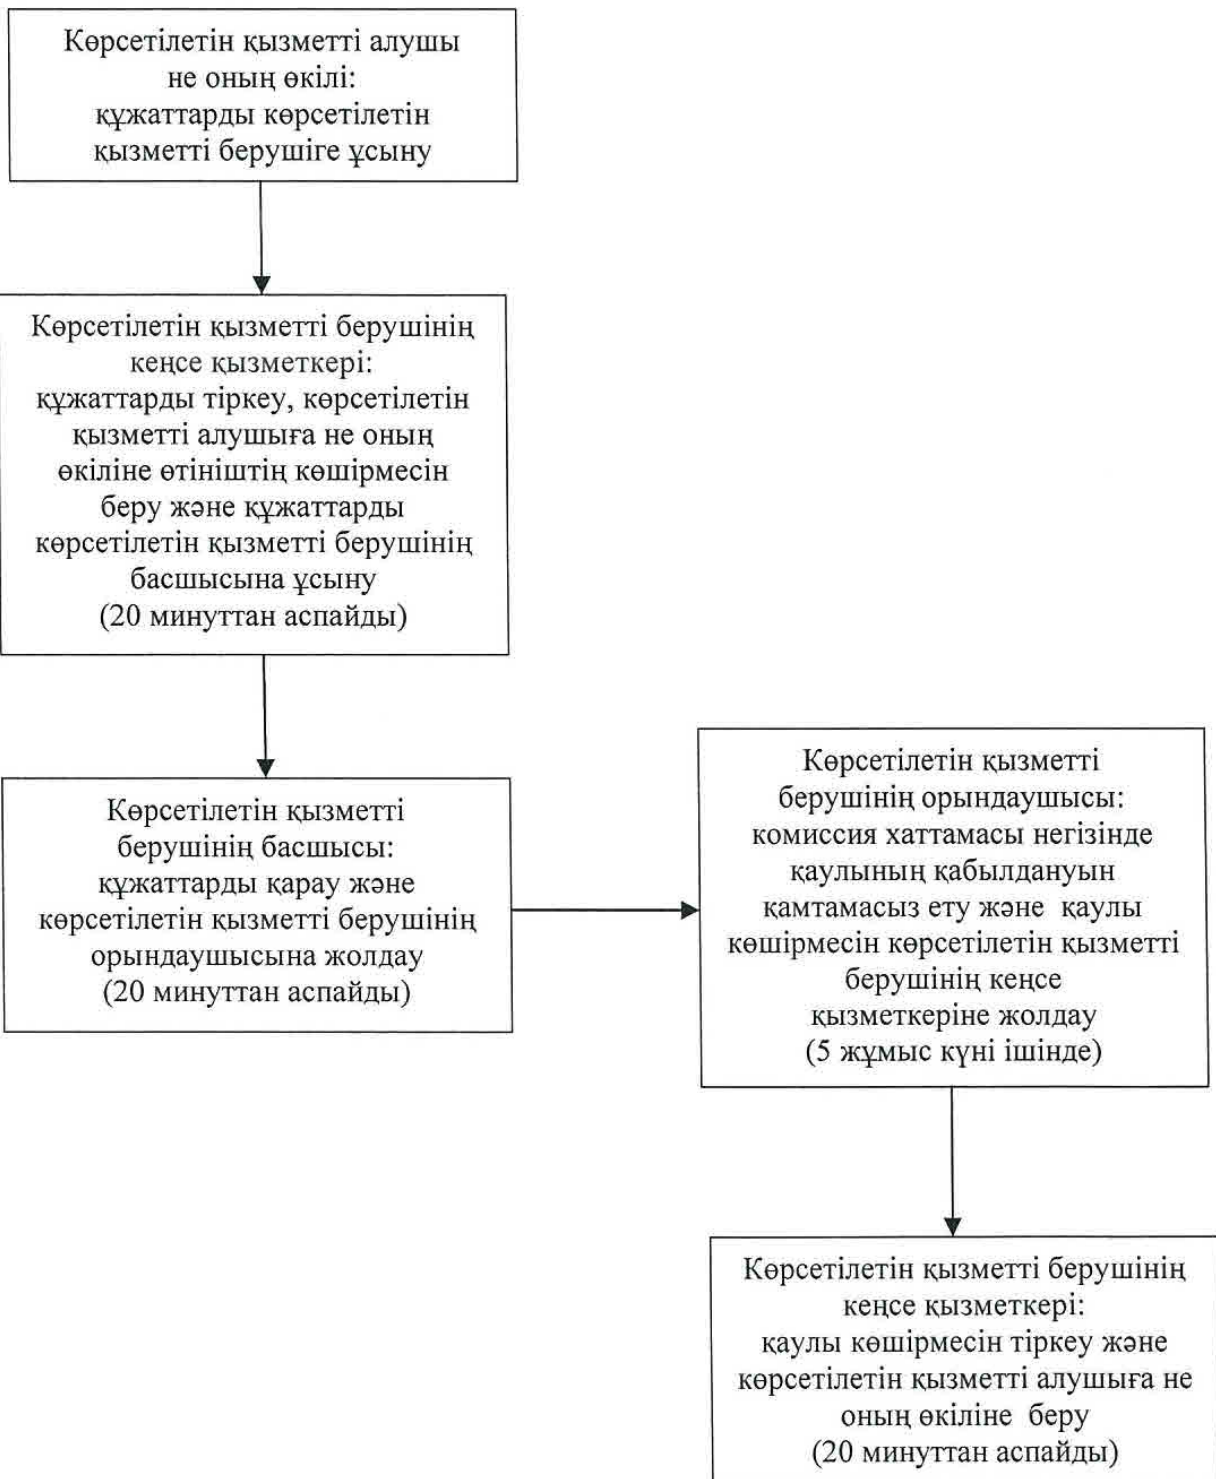 Көрсетілетін қызметті алушы
не оның өкілі:
құжаттарды көрсетілетін
қызметті берушіге ұсыну
Көрсетілетін қызметті берушінің
кеңсе қызметкері:
құжаттарды тіркеу, көрсетілетін
қызметті алушыға не оның
өкіліне өтініштің көшірмесін
беру және құжаттарды
көрсетілетін қызметті берушінің
басшысына ұсыну
(20 минуттан аспайды)
Көрсетілетін қызметті
берушінің басшысы:
құжаттарды қарау және
көрсетілетін қызметті берушінің
орындаушысына жолдау
(20 минуттан аспайды)
Көрсетілетін қызметті
берушінің орындаушысы:
комиссия хаттамасы негізінде
қаулының қабылдануын
қамтамасыз ету және қаулы
көшірмесін көрсетілетін қызметті
берушінің кеңсе
қызметкеріне жолдау
(5 жұмыс күні ішінде)
Көрсетілетін қызметті берушінің
кеңсе қызметкері:
қаулы көшірмесін тіркеу және
көрсетілетін қызметті алушыға не
оның өкіліне беру
(20 минуттан аспайды)